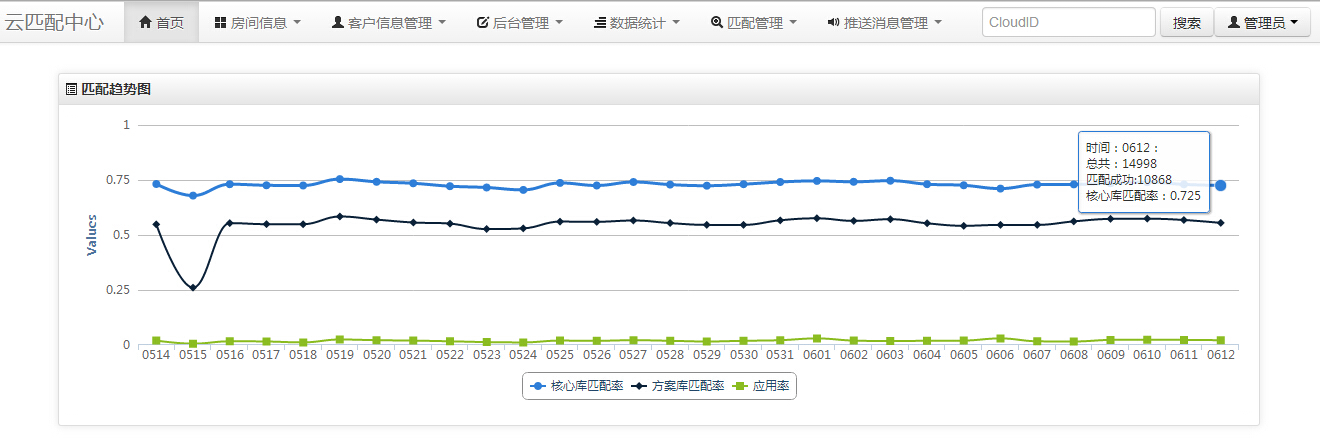 云匹配中心 首页 房间信息 客户信息管理 后台管理 数据统计 匹配管理 推送消息管理 CloudID 搜索 管理员
匹配趋势图
1
0.75
0.5
0.25
0
Values
时间：0612：
总共：14998
匹配成功:10868
核心库匹配率：0.725
0514 0515 0516 0517 0518 0519 0520 0521 0522 0523 0524 0525 0526 0527 0528 0529 0530 0531 0601 0602 0603 0604 0605 0606 0607 0608 0609 0610 0611 0612
核心库匹配率 方案库匹配率 应用率